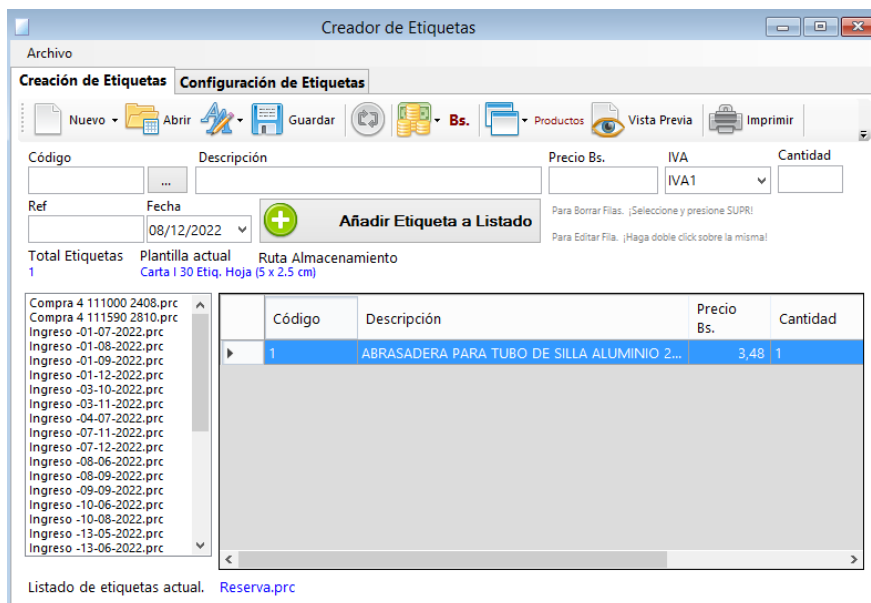 Creador de Etiquetas
Archivo
Creación de Etiquetas Configuración de Etiquetas
Nuevo Abrir Guardar Bs. Productos Vista Previa Imprimir
Código Descripción Precio Bs. IVA Cantidad
... IVA1
Ref Fecha
08/12/2022 Añadir Etiqueta a Listado
Para Borrar Filas. ¡Seleccione y presione SUPR!
Para Editar Fila. ¡Haga doble click sobre la misma!
Total Etiquetas Plantilla actual Ruta Almacenamiento
1 Carta I 30 Etiq. Hoja (5 x 2.5 cm)
Compra 4 111000 2408.prc
Compra 4 111590 2810.prc
Ingreso -01-07-2022.prc
Ingreso -01-08-2022.prc
Ingreso -01-09-2022.prc
Ingreso -01-12-2022.prc
Ingreso -03-10-2022.prc
Ingreso -03-11-2022.prc
Ingreso -04-07-2022.prc
Ingreso -07-11-2022.prc
Ingreso -07-12-2022.prc
Ingreso -08-06-2022.prc
Ingreso -08-09-2022.prc
Ingreso -09-09-2022.prc
Ingreso -10-06-2022.prc
Ingreso -10-08-2022.prc
Ingreso -13-05-2022.prc
Ingreso -13-06-2022.prc
Código Descripción Precio Bs. Cantidad
1 ABRASADERA PARA TUBO DE SILLA ALUMINIO 2... 3,48 1
Listado de etiquetas actual. Reserva.prc